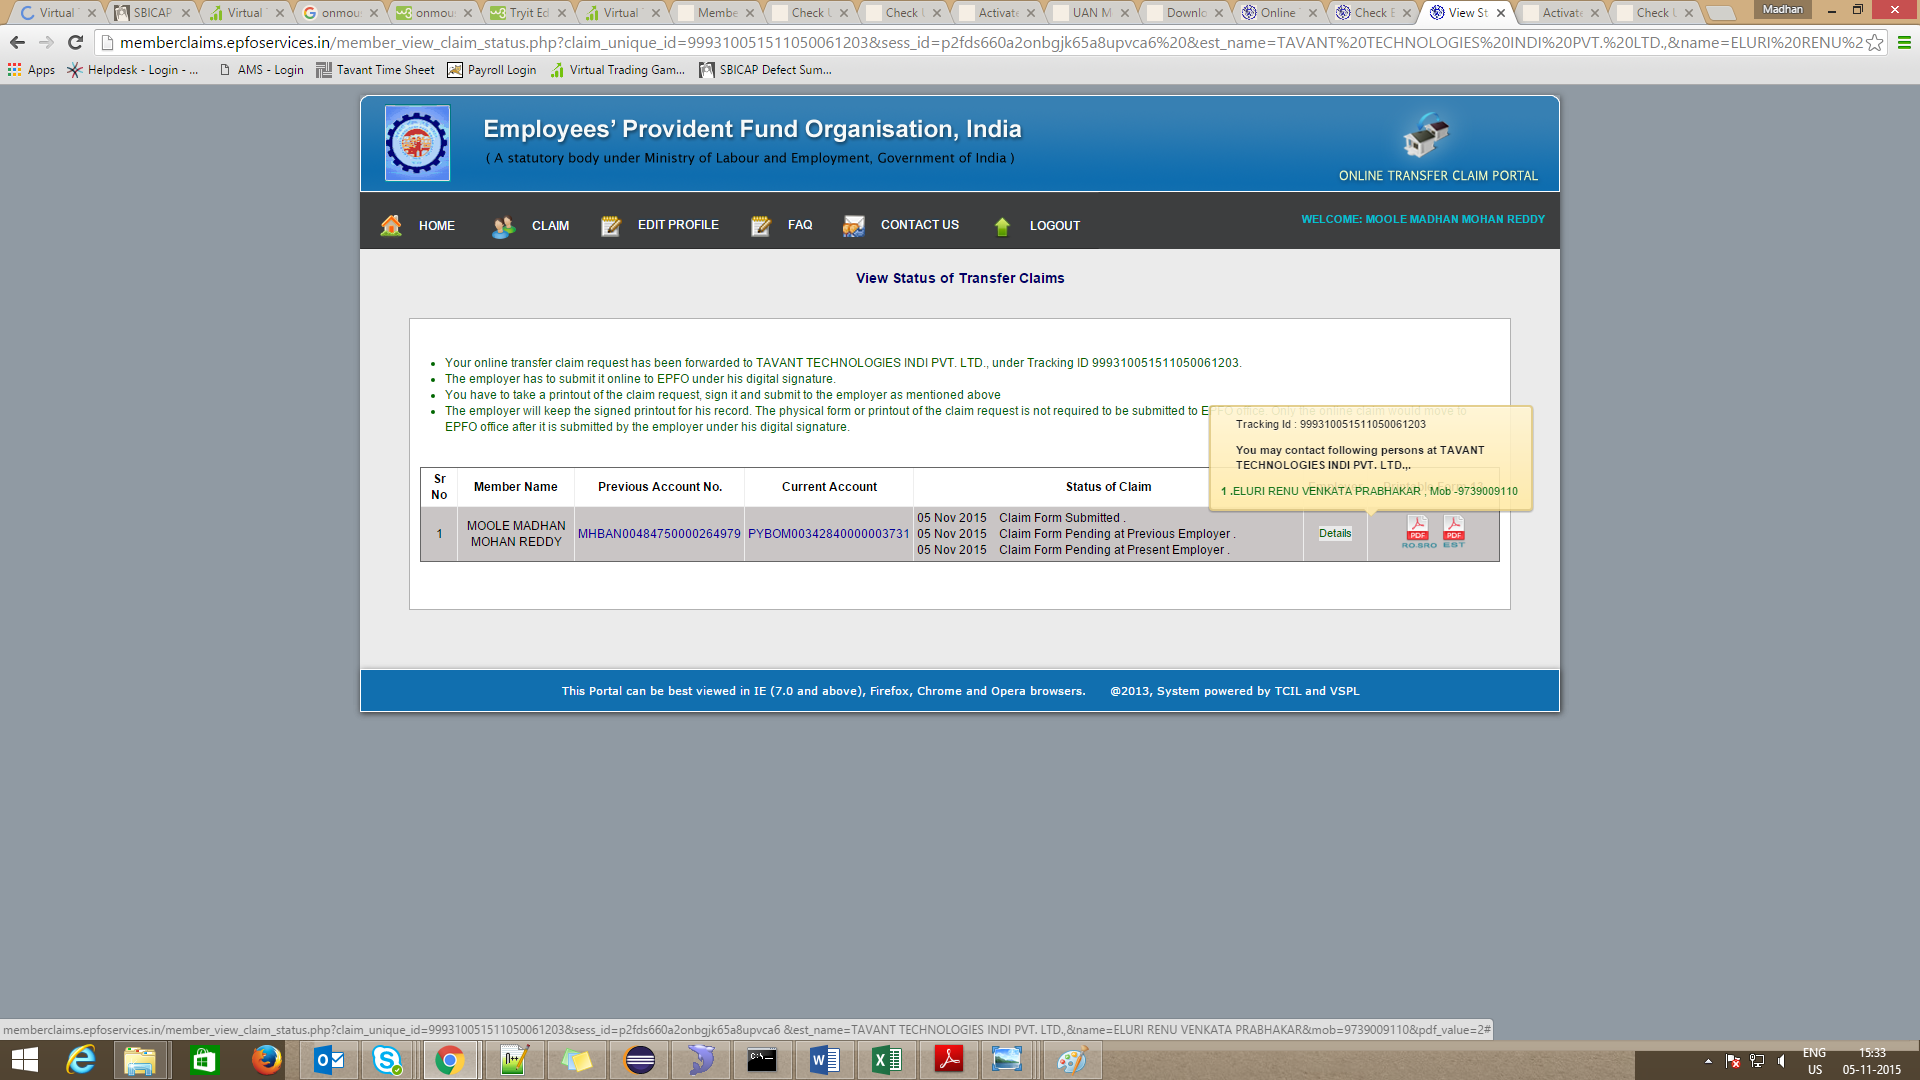 Virtual
SBICAP
Virtual
onmous
onmous
Tryit Ed
Virtual
Membe
Check U
Check U
Activate
UAN M
Downlo
Online
Check E
View St
Activate
Check U
Madhan
memberclaims.epfoservices.in/member_view_claim_status.php?claim_unique_id=999310051511050061203&sess_id=p2fds660a2onbgjk65a8upvca6%20&est_name=TAVANT%20TECHNOLOGIES%20INDI%20PVT.%20LTD.,&name=ELURI%20RENU%2
Apps
Helpdesk - Login - ...
AMS - Login
Tavant Time Sheet
Payroll Login
Virtual Trading Gam...
SBICAP Defect Sum...
Employees' Provident Fund Organisation, India
( A statutory body under Ministry of Labour and Employment, Government of India )
ONLINE TRANSFER CLAIM PORTAL
HOME
CLAIM
EDIT PROFILE
FAQ
CONTACT US
LOGOUT
WELCOME: MOOLE MADHAN MOHAN REDDY
View Status of Transfer Claims
Your online transfer claim request has been forwarded to TAVANT TECHNOLOGIES INDI PVT. LTD., under Tracking ID 999310051511050061203.
The employer has to submit it online to EPFO under his digital signature.
You have to take a printout of the claim request, sign it and submit to the employer as mentioned above
The employer will keep the signed printout for his record. The physical form or printout of the claim request is not required to be submitted to EPFO office. Only the online claim would move to
EPFO office after it is submitted by the employer under his digital signature.
Tracking Id : 999310051511050061203
You may contact following persons at TAVANT
TECHNOLOGIES INDI PVT. LTD.,.
1 .ELURI RENU VENKATA PRABHAKAR , Mob -9739009110
Sr No
Member Name
Previous Account No.
Current Account
Status of Claim
1
MOOLE MADHAN
MOHAN REDDY
MHBAN00484750000264979
PYBOM00342840000003731
05 Nov 2015 Claim Form Submitted .
05 Nov 2015 Claim Form Pending at Previous Employer .
05 Nov 2015 Claim Form Pending at Present Employer .
Details
PDF
RO-SRO
PDF
EST
This Portal can be best viewed in IE (7.0 and above), Firefox, Chrome and Opera browsers.
@2013, System powered by TCIL and VSPL
memberclaims.epfoservices.in/member_view_claim_status.php?claim_unique_id=999310051511050061203&sess_id=p2fds660a2onbgjk65a8upvca6 &est_name=TAVANT TECHNOLOGIES INDI PVT. LTD.,&name=ELURI RENU VENKATA PRABHAKAR&mob=9739009110&pdf_value=2#
ENG
US
15:33
05-11-2015